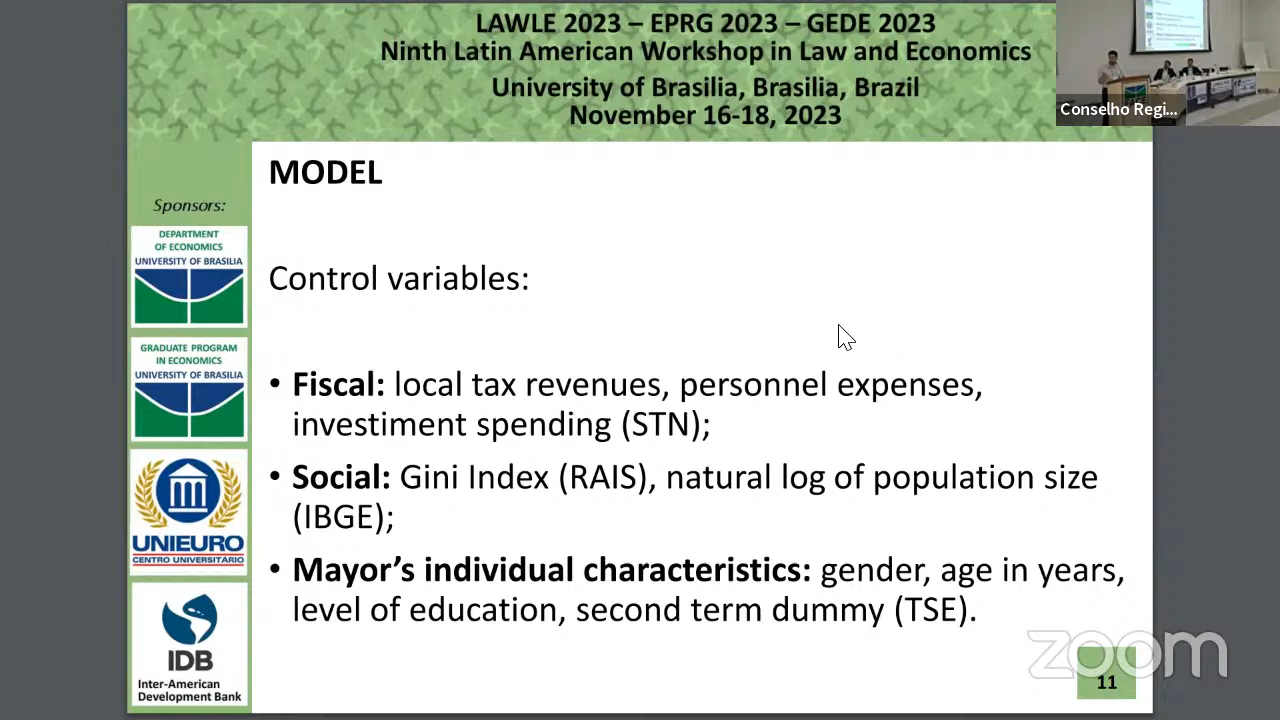 LAWLE 2023 – EPRG 2023 – GEDE 2023
Ninth Latin American Workshop in Law and Economics
University of Brasilia, Brasilia, Brazil
November 16-18, 2023
Conselho Regi...
Sponsors:
DEPARTMENT
OF ECONOMICS
UNIVERSITY OF BRASILIA
GRADUATE PROGRAM
IN ECONOMICS
UNIVERSITY OF BRASILIA
UNIEURO
CENTRO UNIVERSITÁRIO
IDB
Inter-American
Development Bank
MODEL
Control variables:
• Fiscal: local tax revenues, personnel expenses,
investiment spending (STN);
• Social: Gini Index (RAIS), natural log of population size
(IBGE);
• Mayor's individual characteristics: gender, age in years,
level of education, second term dummy (TSE).
zoom
11